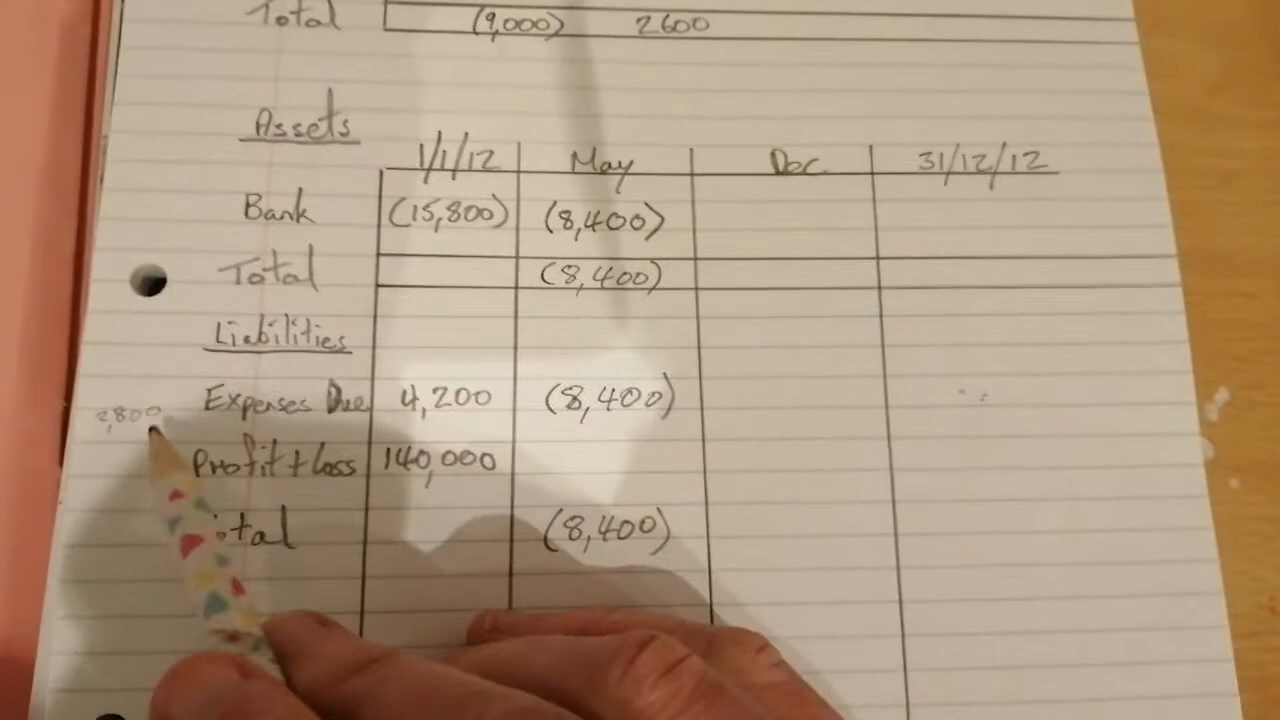 Total (9,000) 2600
Assets
1/1/12 May Dec 31/12/12
Bank (15,800) (8,400)
Total (8,400)
Liabilities
Expenses Due 4,200 (8,400)
2,800
Profit + Loss 140,000
otal (8,400)